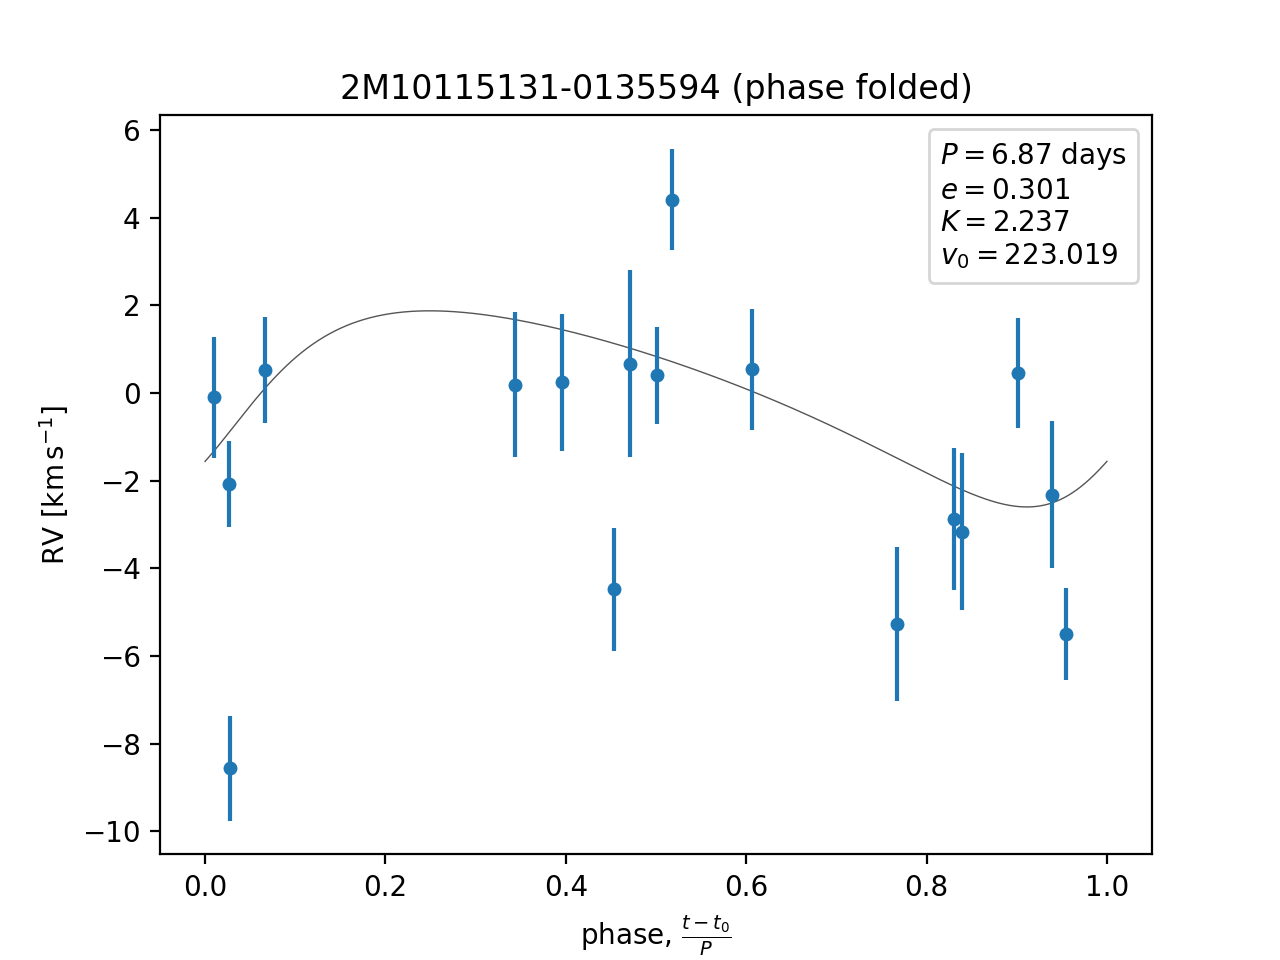 2M10115131-0135594 (phase folded)
P = 6.87 days
e = 0.301
K = 2.237
v₀ = 223.019
6
4
2
0
−2
−4
−6
−8
−10
RV [km s⁻¹]
0.0 0.2 0.4 0.6 0.8 1.0
phase, (t − t₀)/P